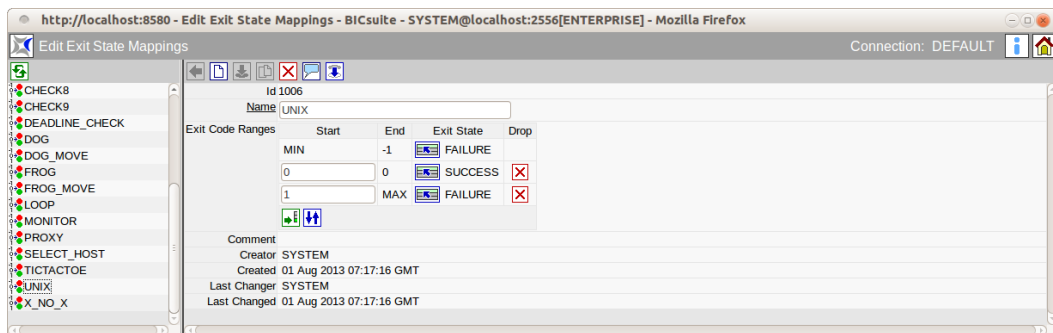 http://localhost:8580 - Edit Exit State Mappings - BICsuite - SYSTEM@localhost:2556[ENTERPRISE] - Mozilla Firefox
Edit Exit State Mappings
Connection: DEFAULT
CHECK8
CHECK9
DEADLINE_CHECK
DOG
DOG_MOVE
FROG
FROG_MOVE
LOOP
MONITOR
PROXY
SELECT_HOST
TICTACTOE
UNIX
X_NO_X
Id 1006
Name UNIX
Exit Code Ranges Start End Exit State Drop
MIN -1 FAILURE
0 0 SUCCESS
1 MAX FAILURE
Comment
Creator SYSTEM
Created 01 Aug 2013 07:17:16 GMT
Last Changer SYSTEM
Last Changed 01 Aug 2013 07:17:16 GMT